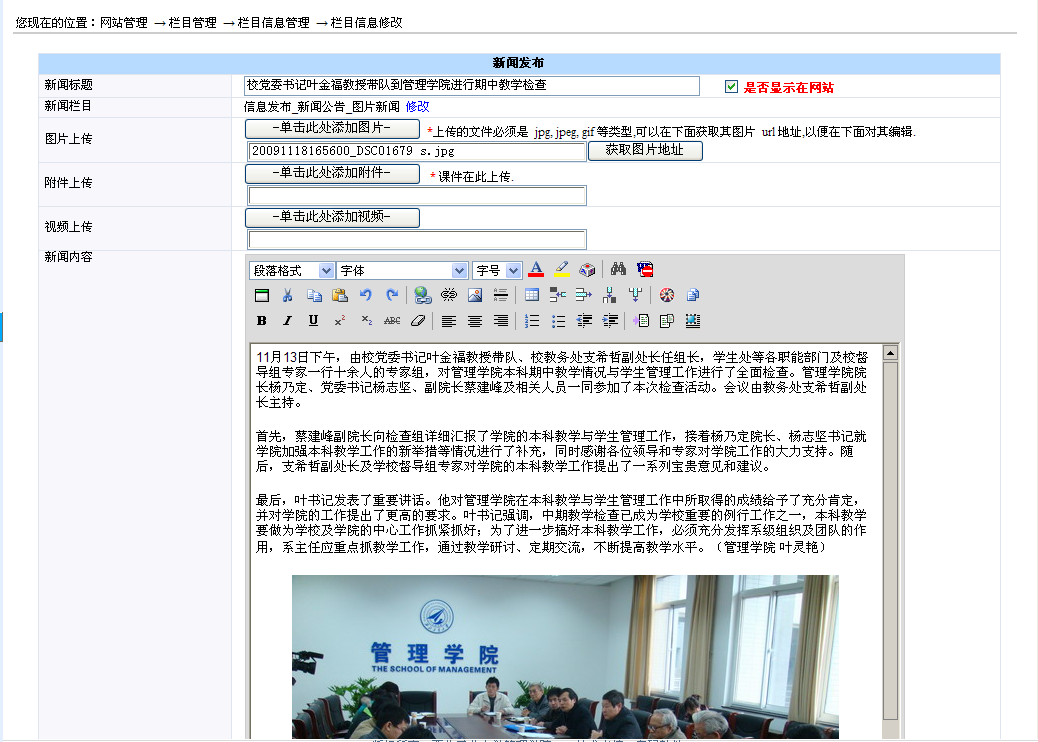 您现在的位置：网站管理 →栏目管理 →栏目信息管理 →栏目信息修改
新闻发布
新闻标题
校党委书记叶金福教授带队到管理学院进行期中教学检查
是否显示在网站
新闻栏目
信息发布_新闻公告_图片新闻 修改
图片上传
-单击此处添加图片-
*上传的文件必须是 jpg,jpeg,gif等类型,可以在下面获取其图片 url地址,以便在下面对其编辑.
20091118165600_DSC01679 s.jpg
获取图片地址
附件上传
-单击此处添加附件-
*课件在此上传.
视频上传
-单击此处添加视频-
新闻内容
段落格式 字体 字号
11月13日下午，由校党委书记叶金福教授带队、校教务处支希哲副处长任组长，学生处等各职能部门及校督
导组专家一行十余人的专家组，对管理学院本科期中教学情况与学生管理工作进行了全面检查。管理学院院
长杨乃定、党委书记杨志坚、副院长蔡建峰及相关人员一同参加了本次检查活动。会议由教务处支希哲副处
长主持。
首先，蔡建峰副院长向检查组详细汇报了学院的本科教学与学生管理工作，接着杨乃定院长、杨志坚书记就
学院加强本科教学工作的新举措等情况进行了补充，同时感谢各位领导和专家对学院工作的大力支持。随
后，支希哲副处长及学校督导组专家对学院的本科教学工作提出了一系列宝贵意见和建议。
最后，叶书记发表了重要讲话。他对管理学院在本科教学与学生管理工作中所取得的成绩给予了充分肯定，
并对学院的工作提出了更高的要求。叶书记强调，中期教学检查已成为学校重要的例行工作之一，本科教学
要做为学校及学院的中心工作抓紧抓好；为了进一步搞好本科教学工作，必须充分发挥系级组织及团队的作
用，系主任应重点抓教学工作，通过教学研讨、定期交流，不断提高教学水平。（管理学院 叶灵艳）
管理学院
THE SCHOOL OF MANAGEMENT